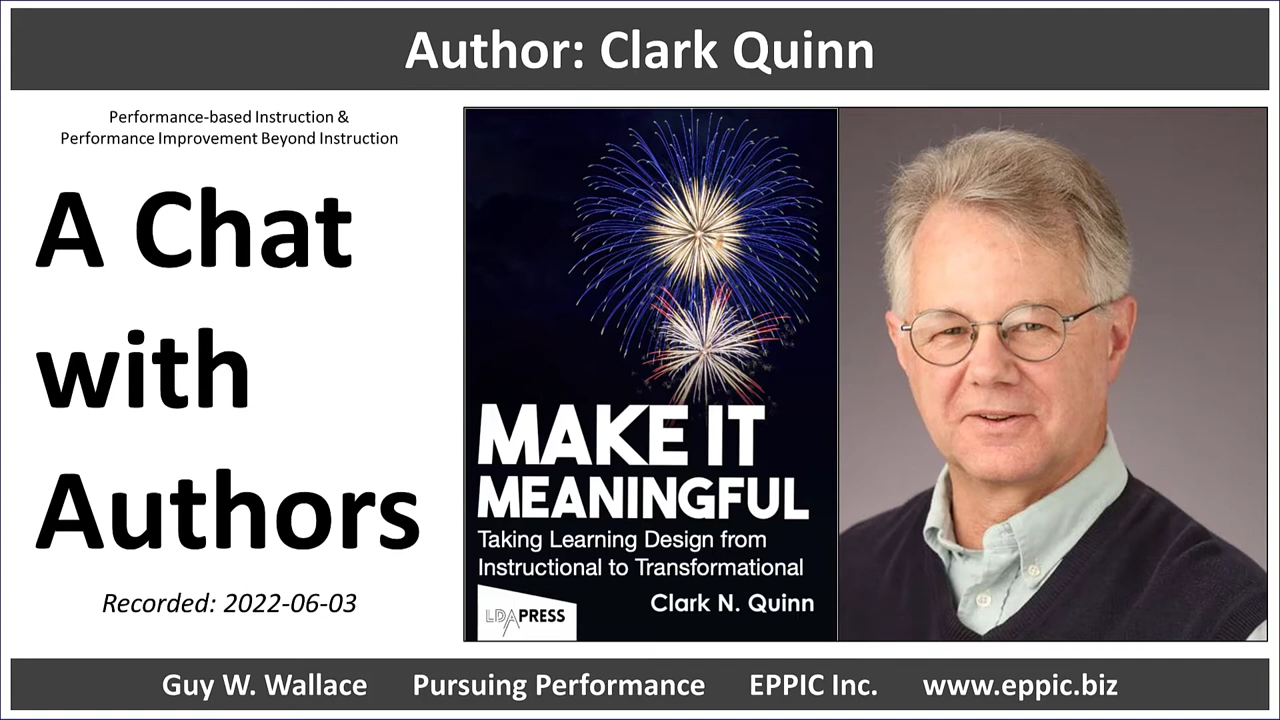 Author: Clark Quinn
Performance-based Instruction &
Performance Improvement Beyond Instruction
A Chat
with
Authors
Recorded: 2022-06-03
MAKE IT
MEANINGFUL
Taking Learning Design from
Instructional to Transformational
Clark N. Quinn
LDAPRESS
Guy W. Wallace Pursuing Performance EPPIC Inc. www.eppic.biz